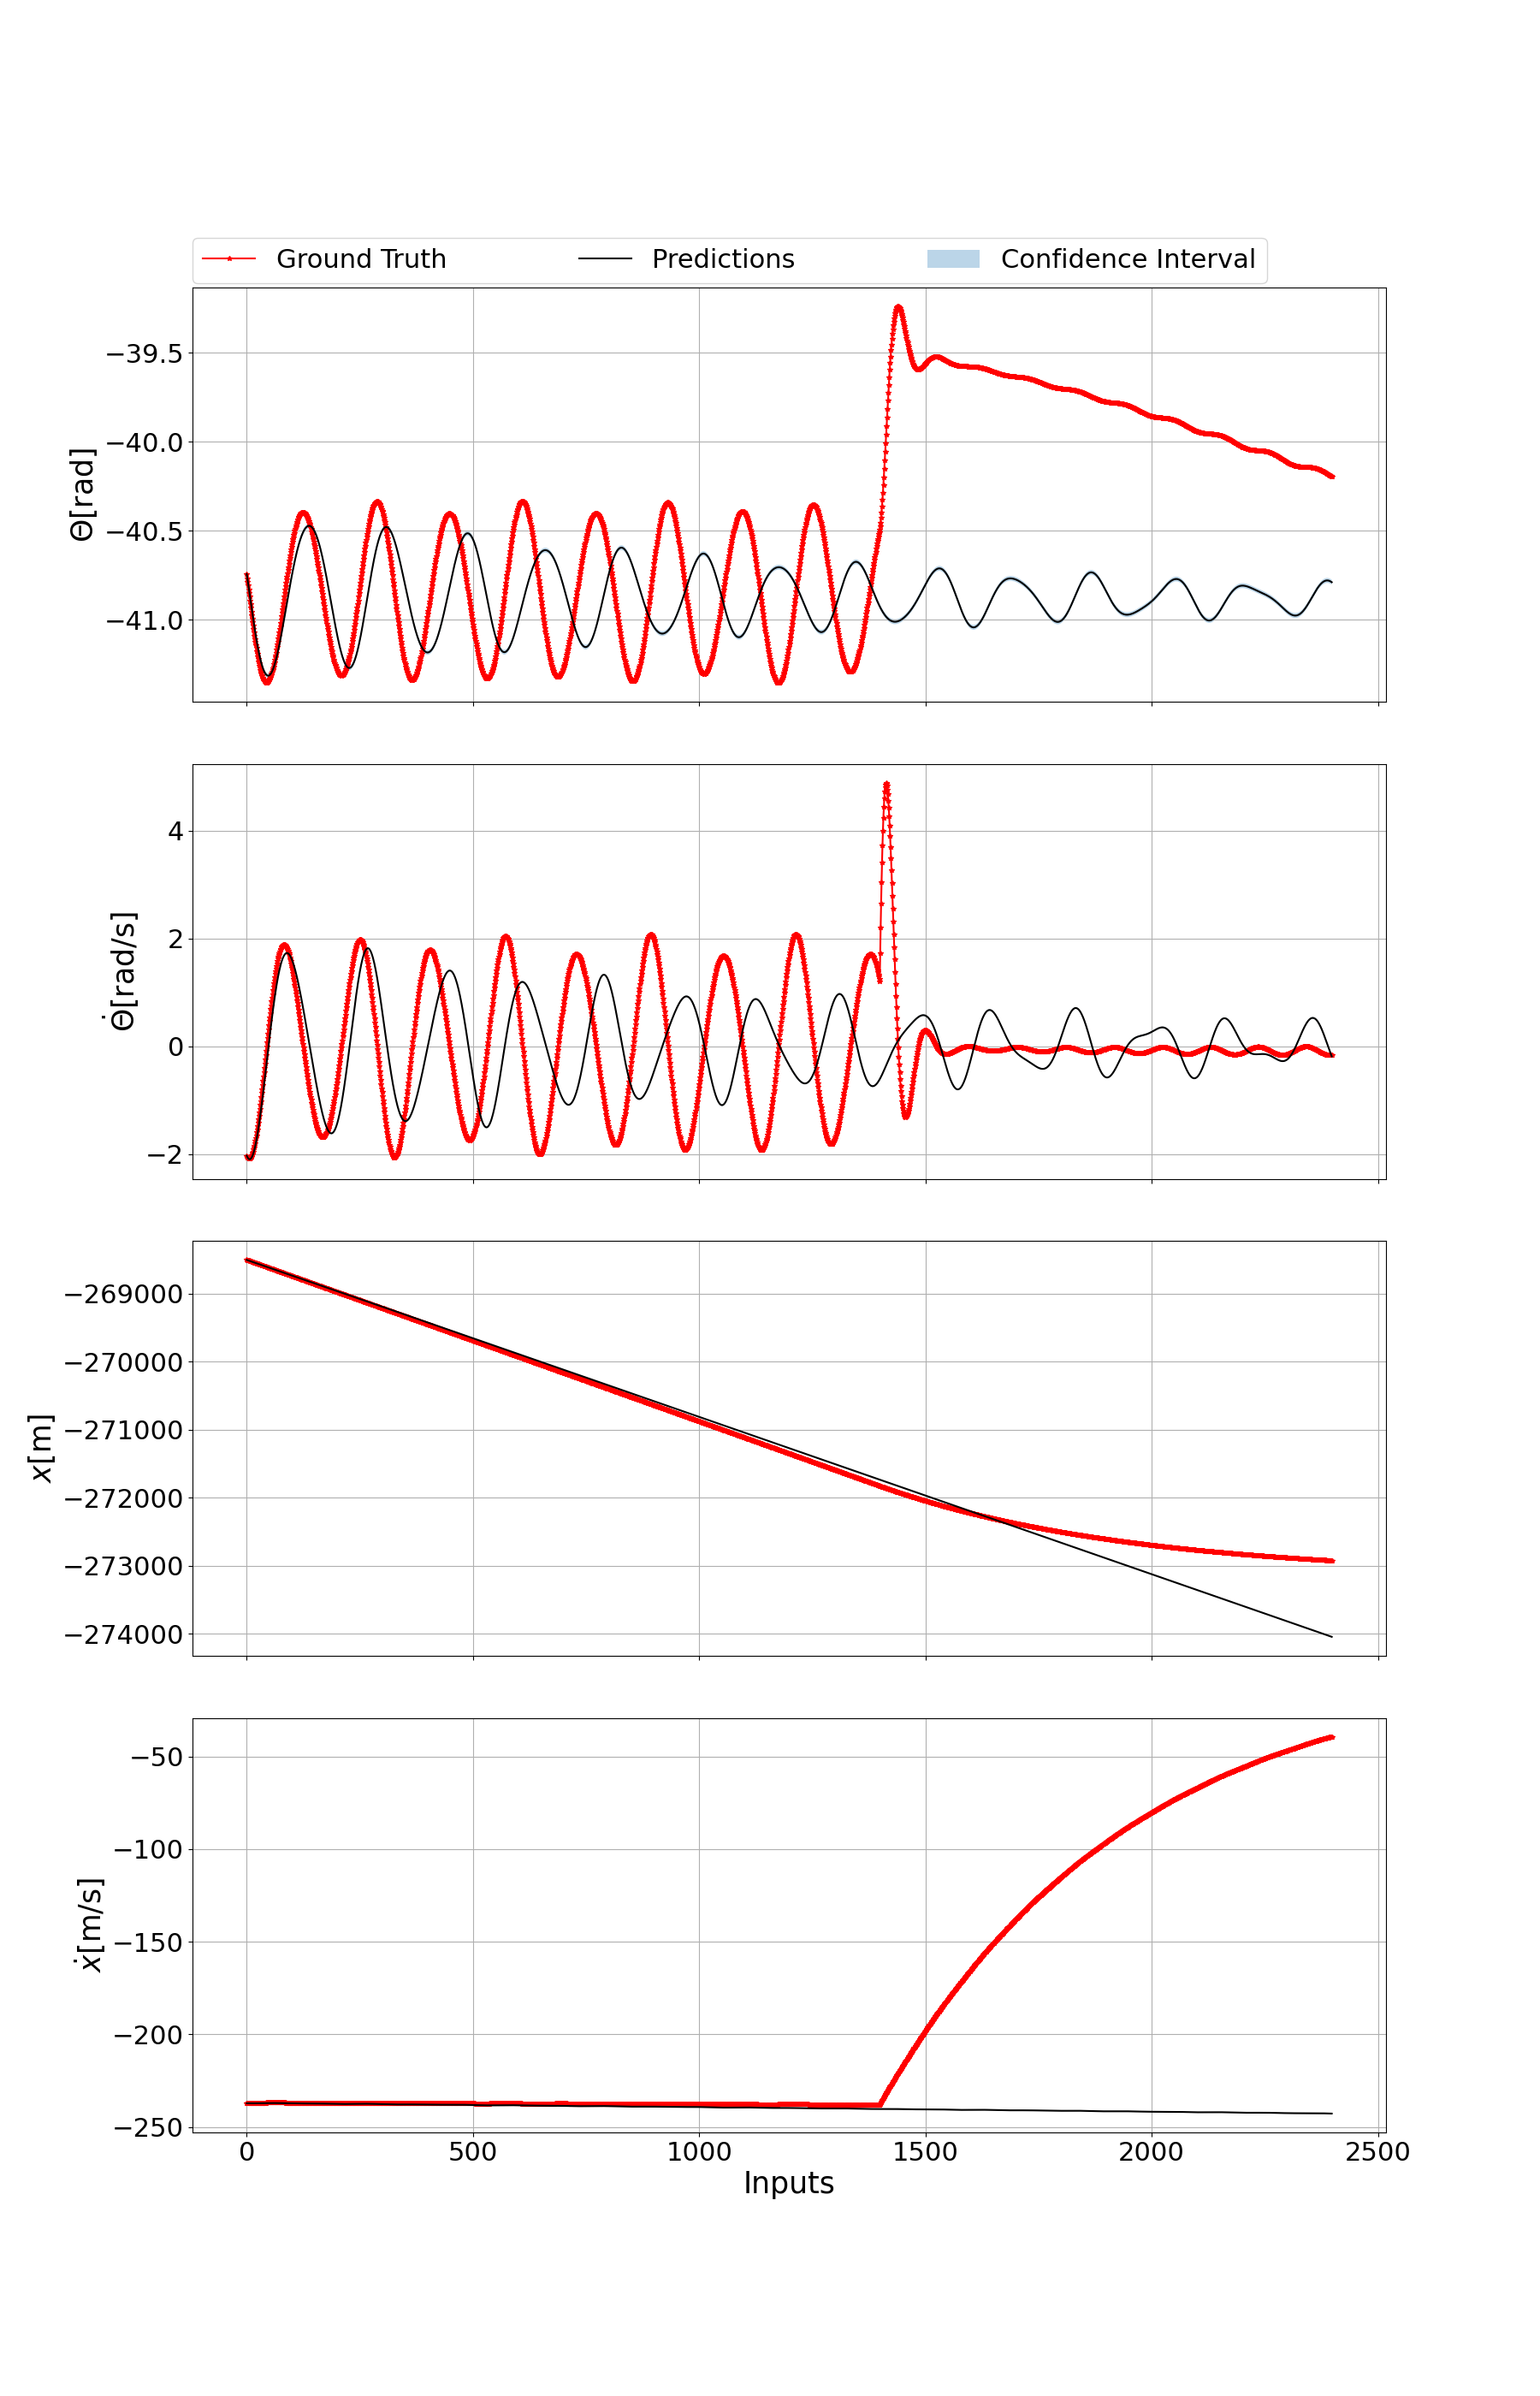 Ground Truth Predictions Confidence Interval
−39.5
−40.0
−40.5
−41.0
Θ[rad]
4
2
0
−2
Θ̇[rad/s]
−269000
−270000
−271000
−272000
−273000
−274000
x[m]
−50
−100
−150
−200
−250
ẋ[m/s]
0 500 1000 1500 2000 2500
Inputs